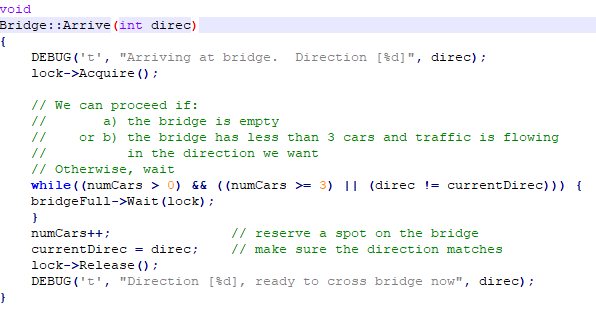 void
Bridge::Arrive(int direc)
{
    DEBUG('t', "Arriving at bridge.  Direction [%d]", direc);
    lock->Acquire();

    // We can proceed if:
    //       a) the bridge is empty
    //    or b) the bridge has less than 3 cars and traffic is flowing
    //          in the direction we want
    // Otherwise, wait
    while((numCars > 0) && ((numCars >= 3) || (direc != currentDirec))) {
    bridgeFull->Wait(lock);
    }
    numCars++;               // reserve a spot on the bridge
    currentDirec = direc;    // make sure the direction matches
    lock->Release();
    DEBUG('t', "Direction [%d], ready to cross bridge now", direc);
}